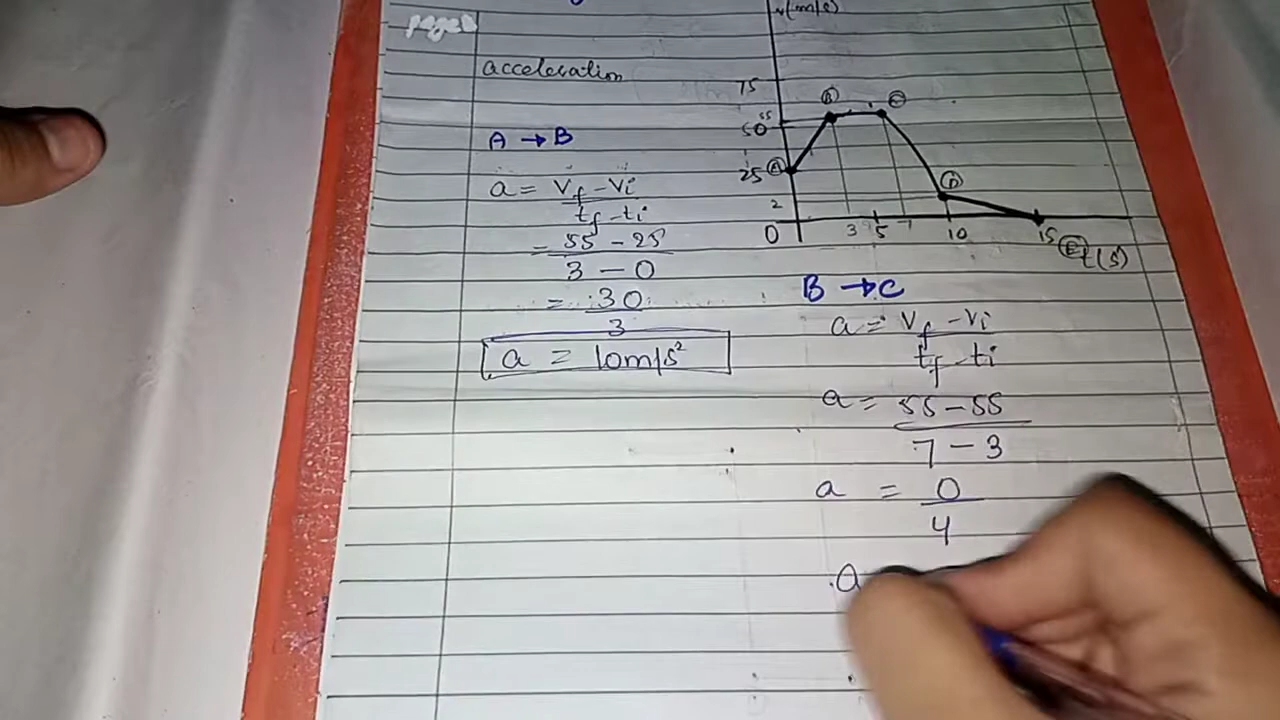 page
acceleration
A → B
a = Vf - Vi
tf - ti
= 55 - 25
3 - 0
= 30
3
a = 10m/s²
v(m/s)
75
55
50
25
2
0
A
B
C
D
E
3 5 7 10 15
t(s)
B → C
a = Vf - Vi
tf - ti
a = 55 - 55
7 - 3
a = 0
4
a